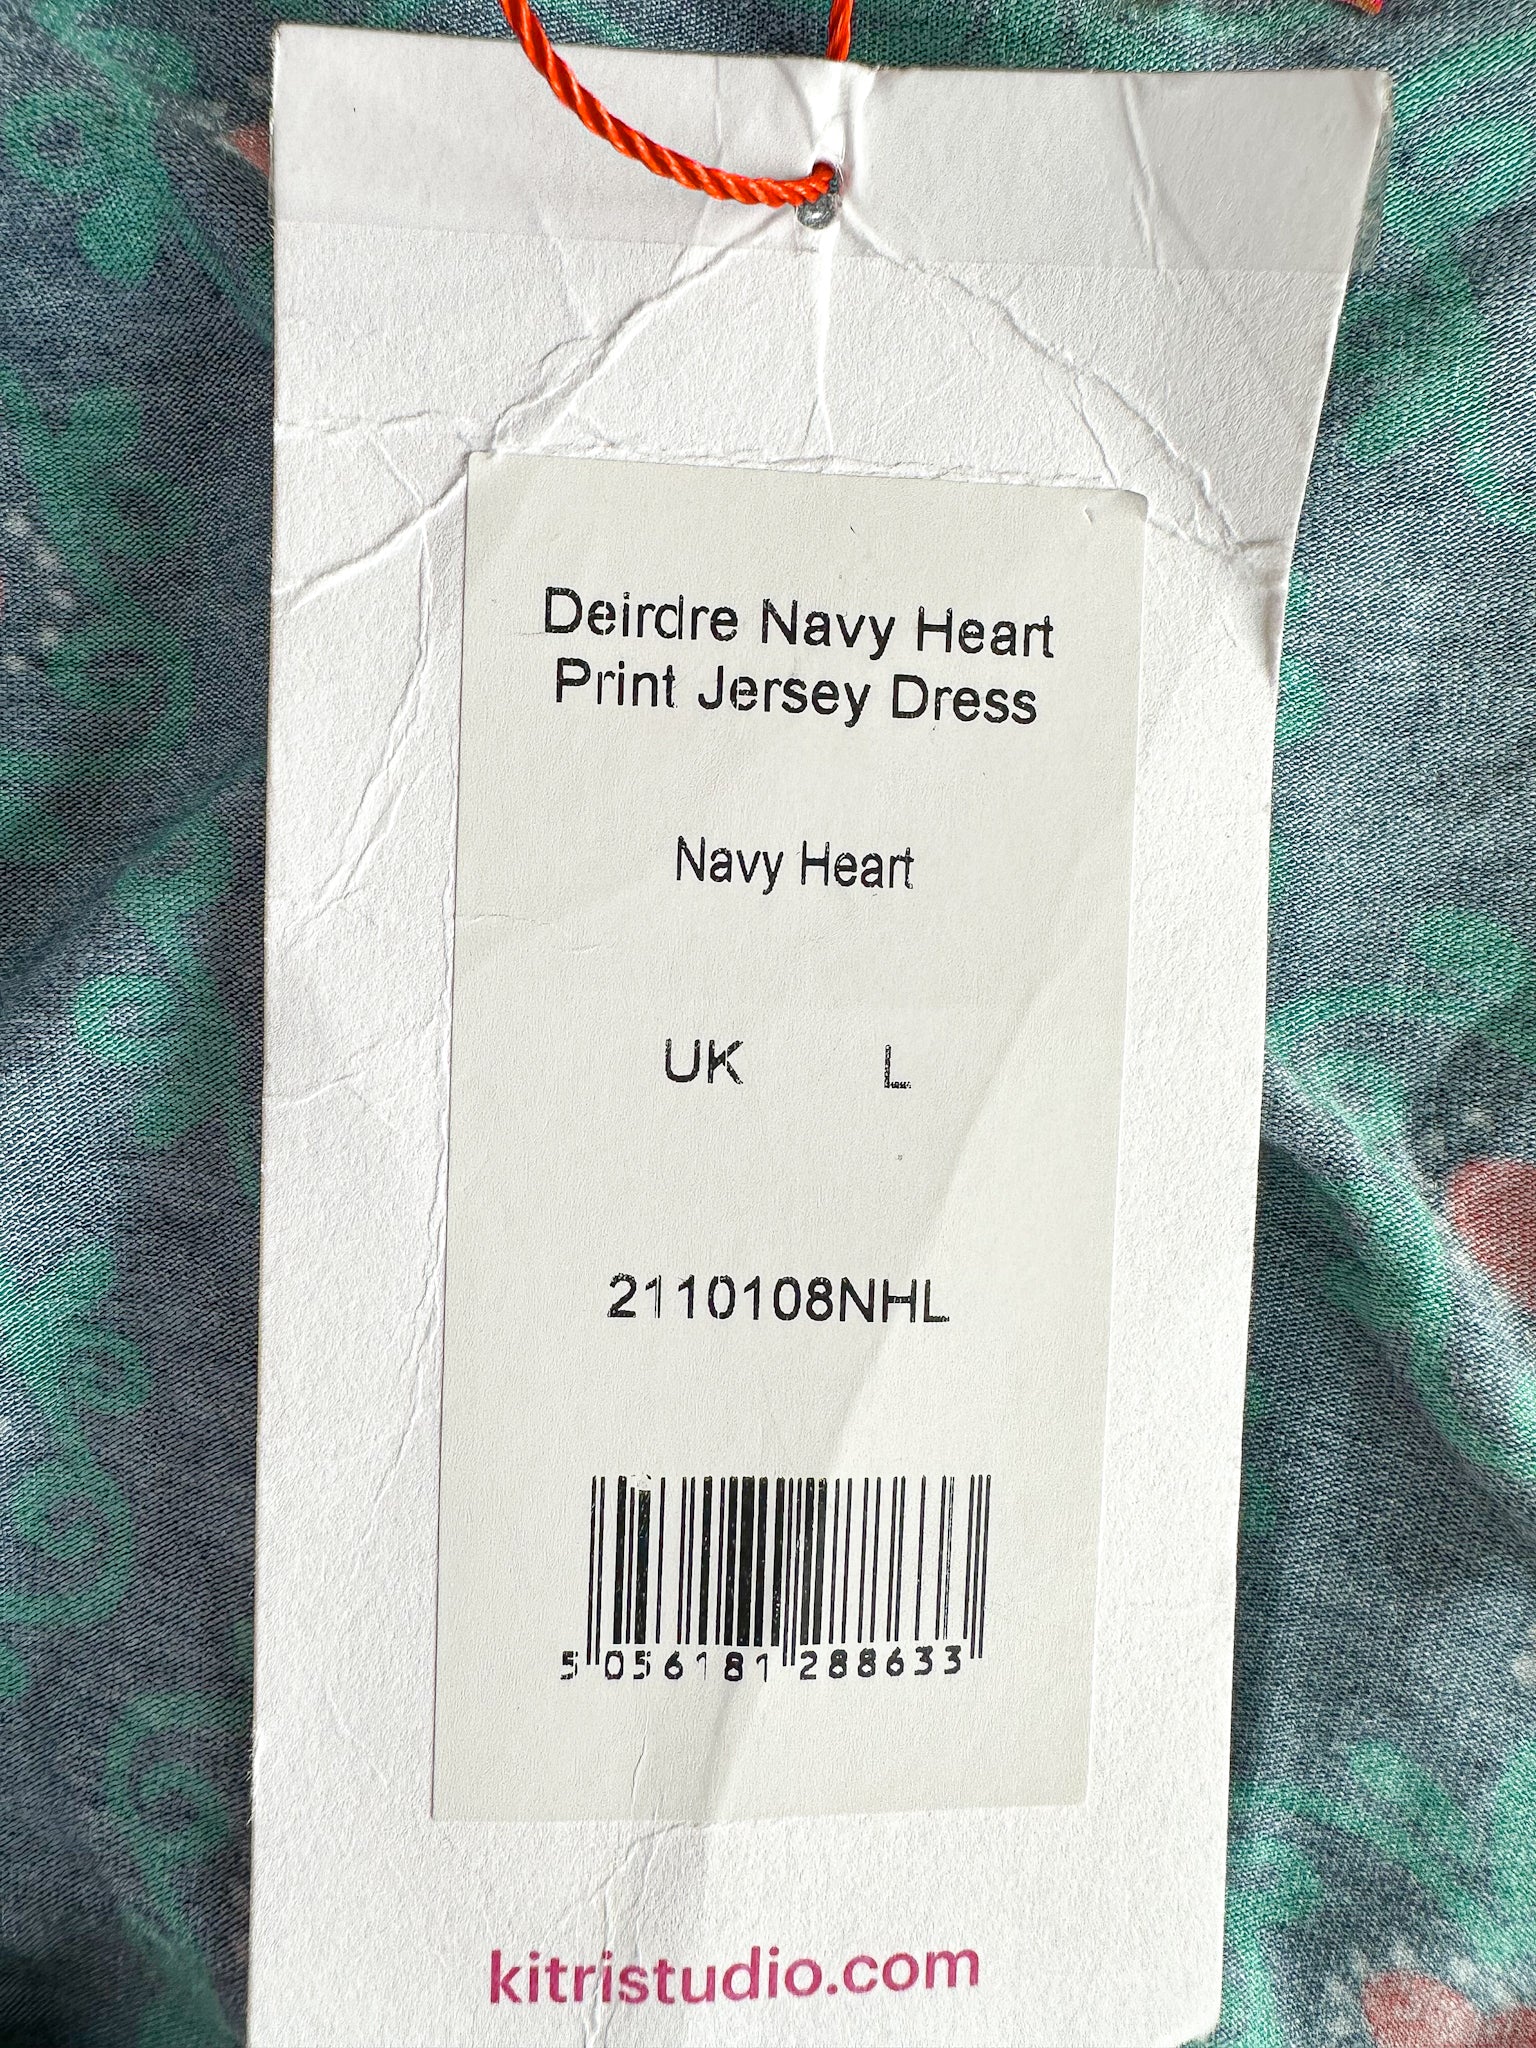 Deirdre Navy Heart
Print Jersey Dress
Navy Heart
UK L
2110108NHL
5 056181 288633
kitristudio.com